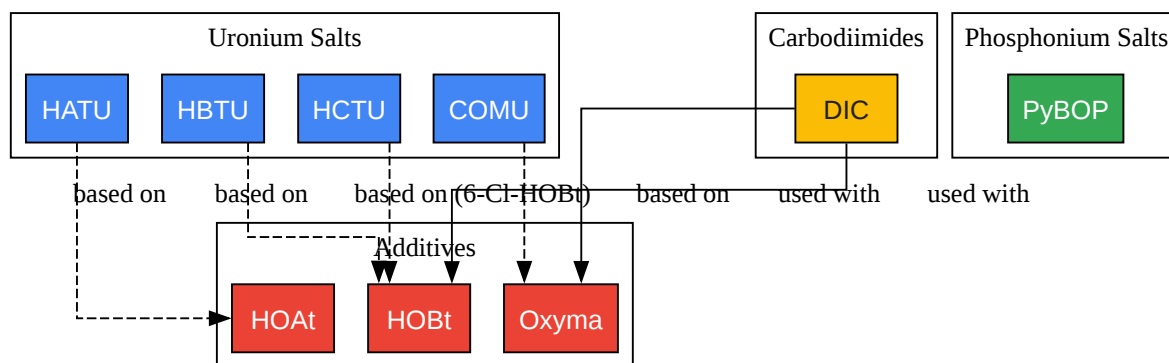 Uronium Salts
Carbodiimides
Phosphonium Salts
HATU
HBTU
HCTU
COMU
DIC
PyBOP
based on
based on
based on (6-Cl-HOBt)
based on
used with
used with
Additives
HOAt
HOBt
Oxyma